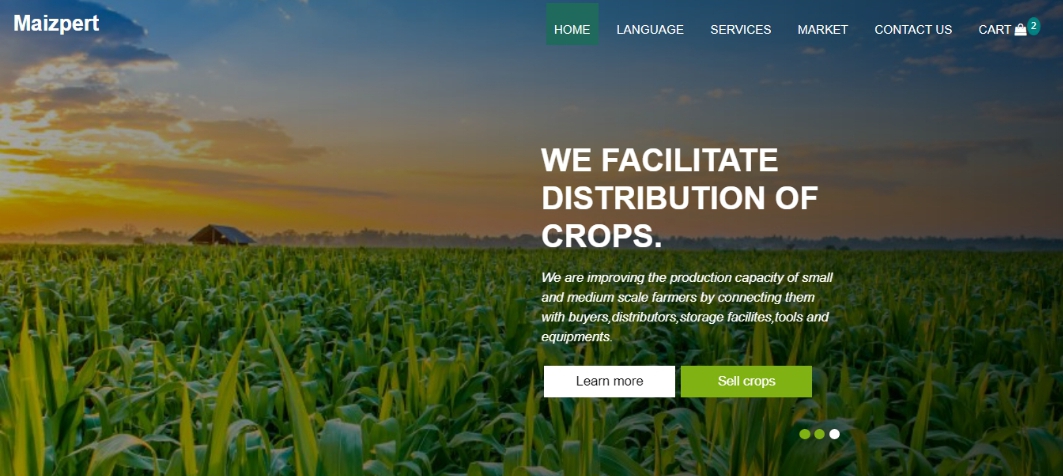 Maizpert
HOME LANGUAGE SERVICES MARKET CONTACT US CART 2
WE FACILITATE
DISTRIBUTION OF
CROPS.
We are improving the production capacity of small
and medium scale farmers by connecting them
with buyers,distributors,storage facilites,tools and
equipments.
Learn more Sell crops